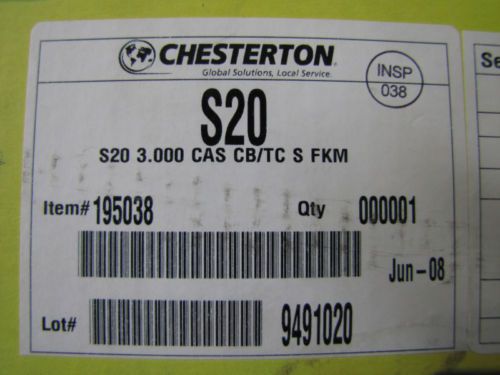 CHESTERTON®
Global Solutions, Local Service.
INSP
038
S20
S20 3.000 CAS CB/TC S FKM
Item# 195038 Qty 000001
Jun-08
Lot# 9491020
Se